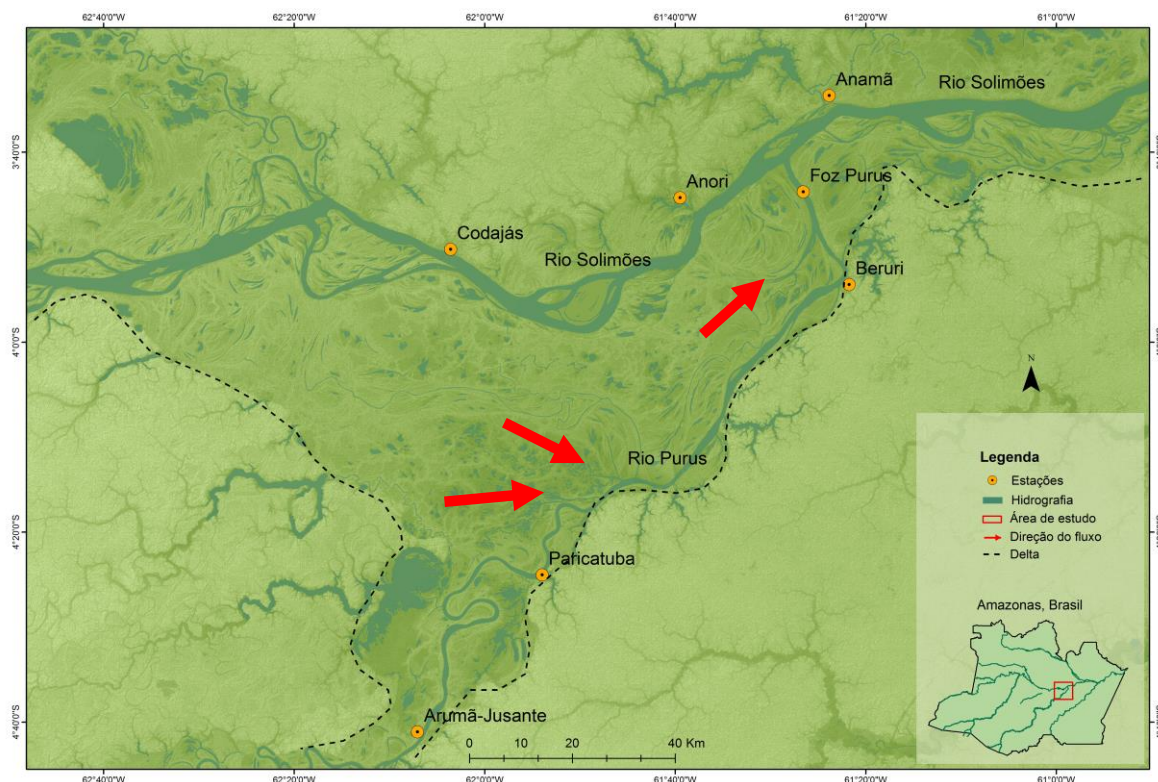 62°40'0"W 62°20'0"W 62°0'0"W 61°40'0"W 61°20'0"W 61°0'0"W
Anamã
Rio Solimões
3°40'0"S
Anori
Foz Purus
Codajás
Rio Solimões
Beruri
4°0'0"S
N
Rio Purus
Legenda
Estações
Hidrografia
Área de estudo
Direção do fluxo
Delta
4°20'0"S
Paricatuba
Amazonas, Brasil
Arumã-Jusante
4°40'0"S
0 10 20 40 Km
62°40'0"W 62°20'0"W 62°0'0"W 61°40'0"W 61°20'0"W 61°0'0"W